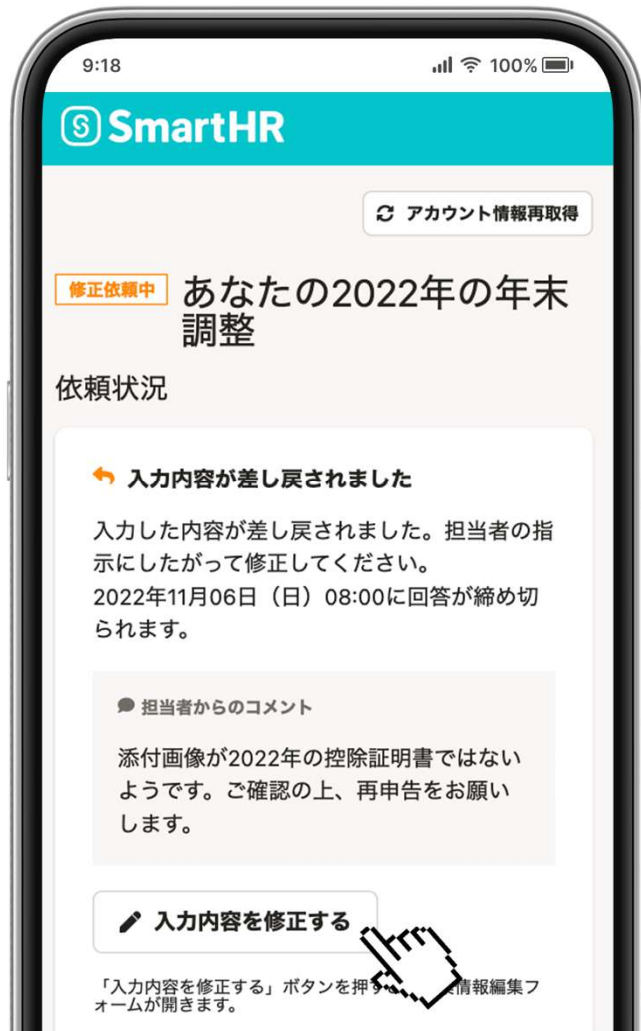 9:18 100%
SmartHR
アカウント情報再取得
修正依頼中 あなたの2022年の年末
調整
依頼状況
入力内容が差し戻されました
入力した内容が差し戻されました。担当者の指
示にしたがって修正してください。
2022年11月06日（日）08:00に回答が締め切
られます。
担当者からのコメント
添付画像が2022年の控除証明書ではない
ようです。ご確認の上、再申告をお願い
します。
入力内容を修正する
「入力内容を修正する」ボタンを押す 情報編集フ
ォームが開きます。